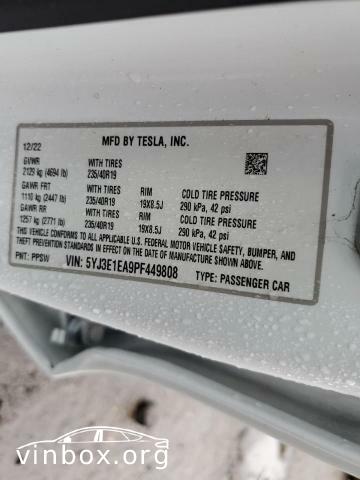 12/22 MFD BY TESLA, INC.
GVWR WITH TIRES
2129 kg (4694 lb) 235/40R19
GAWR FRT WITH TIRES RIM COLD TIRE PRESSURE
1110 kg (2447 lb) 235/40R19 19X8.5J 290 kPa, 42 psi
GAWR RR WITH TIRES RIM COLD TIRE PRESSURE
1257 kg (2771 lb) 235/40R19 19X8.5J 290 kPa, 42 psi
THIS VEHICLE CONFORMS TO ALL APPLICABLE FEDERAL MOTOR VEHICLE SAFETY, BUMPER, AND
THEFT PREVENTION STANDARDS IN EFFECT ON THE DATE OF MANUFACTURE SHOWN ABOVE.
PNT: PPSW VIN: 5YJ3E1EA9PF449808 TYPE: PASSENGER CAR
vinbox.org